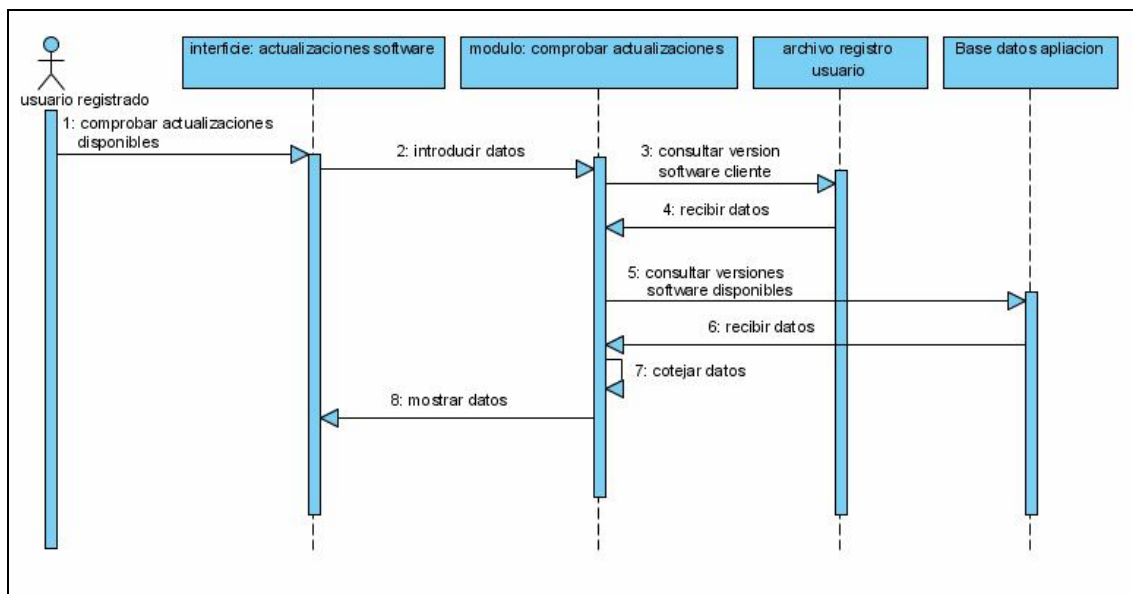 interficie: actualizaciones software
modulo: comprobar actualizaciones
archivo registro
usuario
Base datos apliacion
usuario registrado
1: comprobar actualizaciones
disponibles
2: introducir datos
3: consultar version
software cliente
4: recibir datos
5: consultar versiones
software disponibles
6: recibir datos
7: cotejar datos
8: mostrar datos